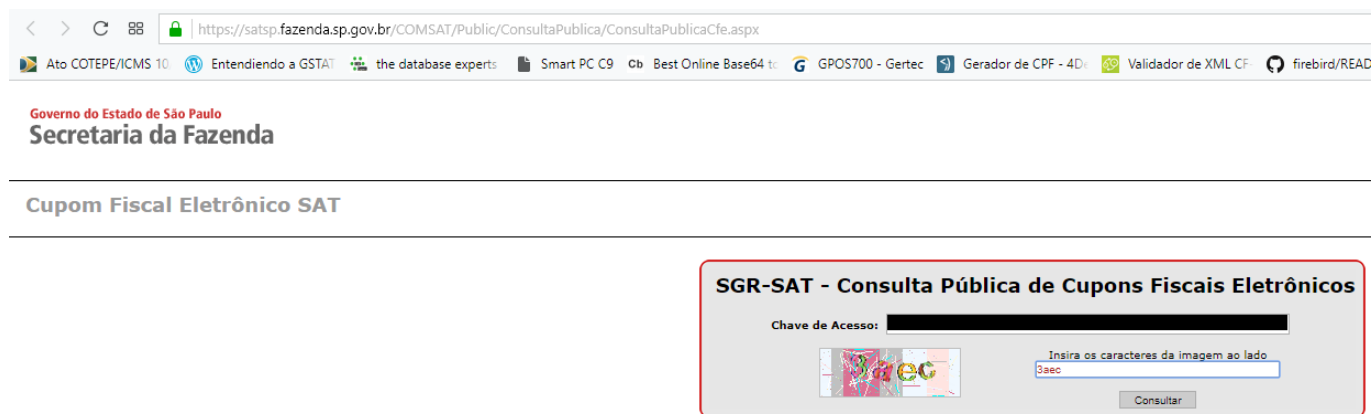 https://satsp.fazenda.sp.gov.br/COMSAT/Public/ConsultaPublica/ConsultaPublicaCfe.aspx
Ato COTEPE/ICMS 10 Entendiendo a GSTAT the database experts Smart PC C9 Cb Best Online Base64 to G GPOS700 - Gertec Gerador de CPF - 4De Validador de XML CF- firebird/READ
Governo do Estado de São Paulo
Secretaria da Fazenda
Cupom Fiscal Eletrônico SAT
SGR-SAT - Consulta Pública de Cupons Fiscais Eletrônicos
Chave de Acesso:
3aec
Insira os caracteres da imagem ao lado
3aec
Consultar